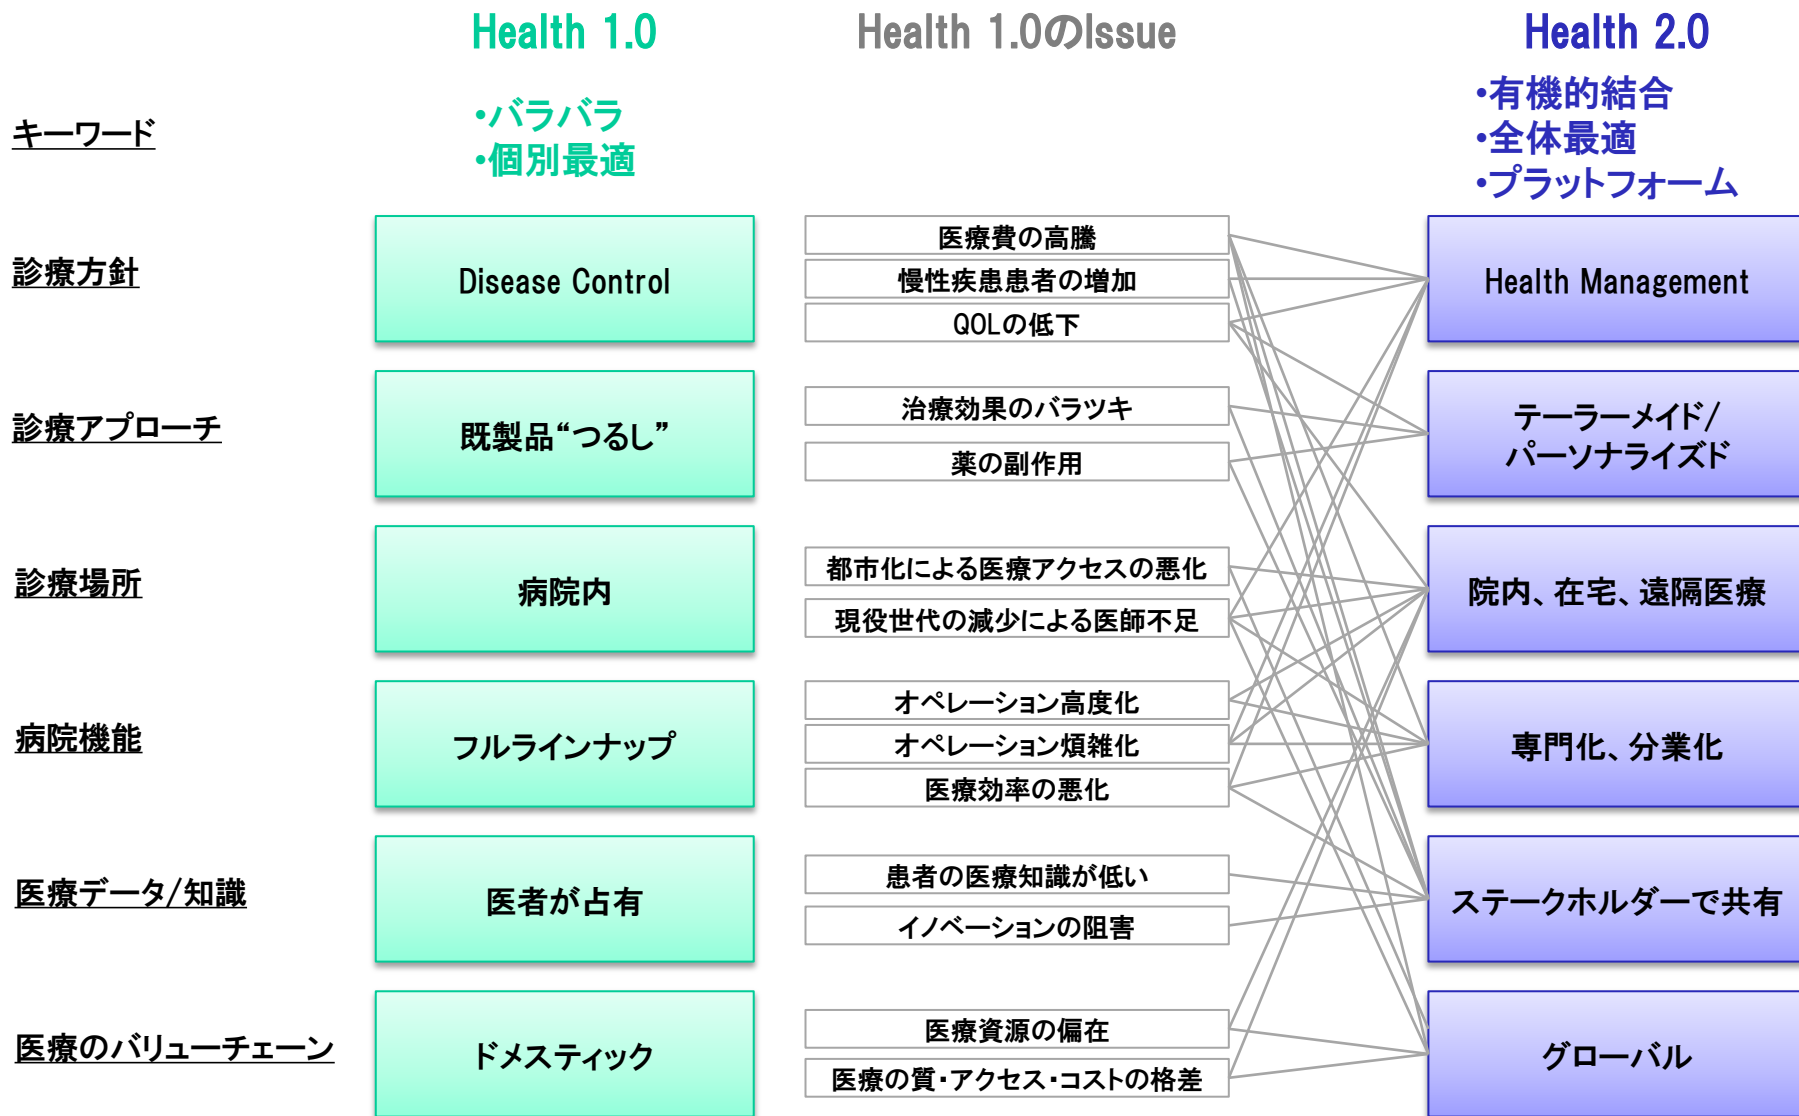 Health 1.0
Health 1.0のIssue
Health 2.0
キーワード
•バラバラ
•個別最適
•有機的結合
•全体最適
•プラットフォーム
診療方針
Disease Control
医療費の高騰
慢性疾患患者の増加
QOLの低下
Health Management
診療アプローチ
既製品“つるし”
治療効果のバラツキ
薬の副作用
テーラーメイド/
パーソナライズド
診療場所
病院内
都市化による医療アクセスの悪化
現役世代の減少による医師不足
院内、在宅、遠隔医療
病院機能
フルラインナップ
オペレーション高度化
オペレーション煩雑化
医療効率の悪化
専門化、分業化
医療データ/知識
医者が占有
患者の医療知識が低い
イノベーションの阻害
ステークホルダーで共有
医療のバリューチェーン
ドメスティック
医療資源の偏在
医療の質・アクセス・コストの格差
グローバル